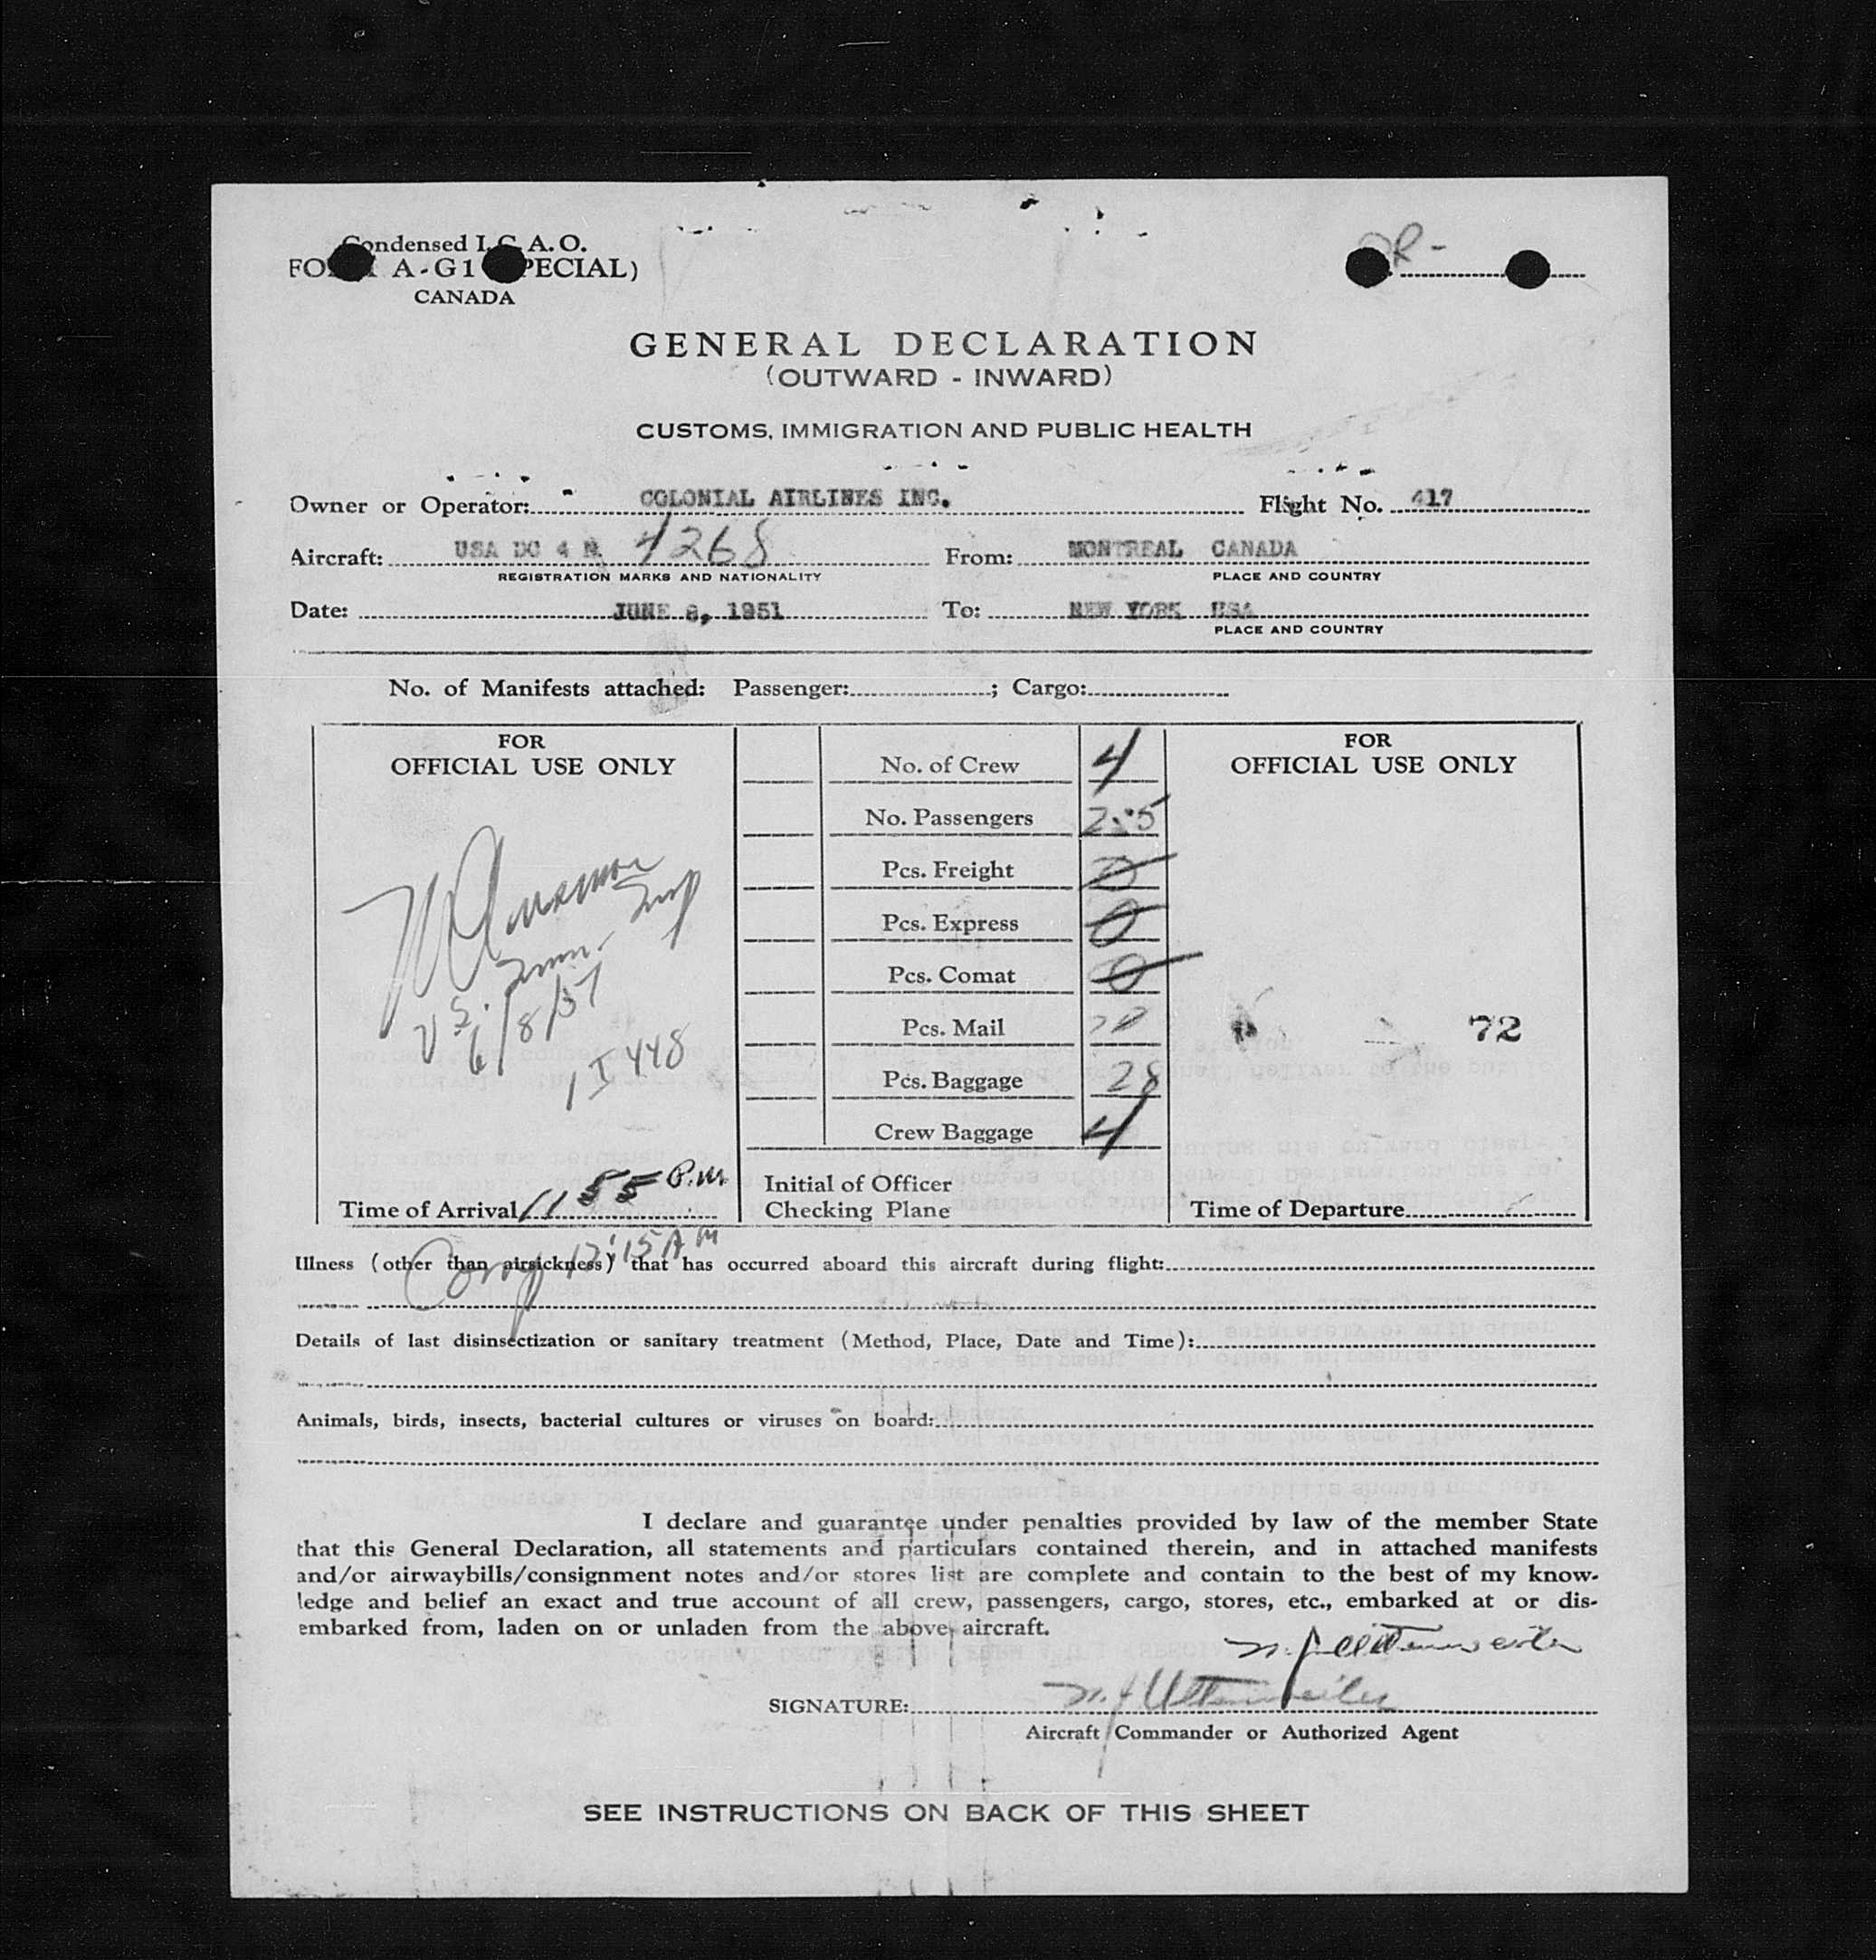 Condensed I. C. A. O.
FORM A-G1 (SPECIAL)
CANADA
R-
GENERAL DECLARATION
(OUTWARD - INWARD)
CUSTOMS, IMMIGRATION AND PUBLIC HEALTH
Owner or Operator: COLONIAL AIRLINES INC. Flight No. 417
Aircraft: USA DC 4 N. 4268 From: MONTREAL CANADA
REGISTRATION MARKS AND NATIONALITY PLACE AND COUNTRY
Date: JUNE 8, 1951 To: NEW YORK USA
PLACE AND COUNTRY
No. of Manifests attached: Passenger: ; Cargo:
FOR
OFFICIAL USE ONLY
U.S. Imm. Insp
6/8/51
1 I 448
Time of Arrival 11 55 P.M.
No. of Crew 4
No. Passengers 25
Pcs. Freight 0
Pcs. Express 0
Pcs. Comat 0
Pcs. Mail
Pcs. Baggage 28
Crew Baggage 4
Initial of Officer
Checking Plane
FOR
OFFICIAL USE ONLY
72
Time of Departure
Comp 12:15 AM
Illness (other than airsickness) that has occurred aboard this aircraft during flight:
Details of last disinsectization or sanitary treatment (Method, Place, Date and Time):
Animals, birds, insects, bacterial cultures or viruses on board:
I declare and guarantee under penalties provided by law of the member State
that this General Declaration, all statements and particulars contained therein, and in attached manifests
and/or airwaybills/consignment notes and/or stores list are complete and contain to the best of my know-
ledge and belief an exact and true account of all crew, passengers, cargo, stores, etc., embarked at or dis-
embarked from, laden on or unladen from the above aircraft.
SIGNATURE:
Aircraft Commander or Authorized Agent
SEE INSTRUCTIONS ON BACK OF THIS SHEET